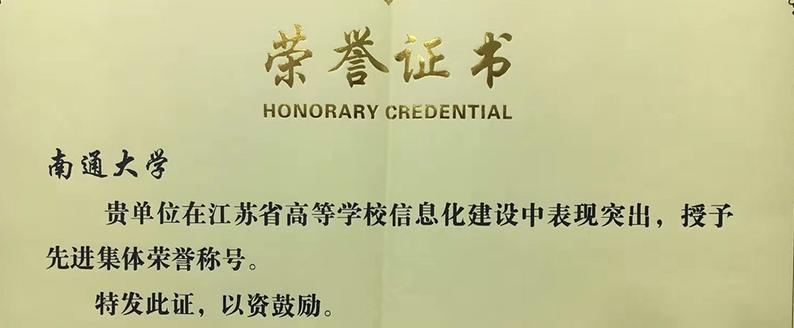 荣誉证书
HONORARY CREDENTIAL
南通大学
贵单位在江苏省高等学校信息化建设中表现突出，授予
先进集体荣誉称号。
特发此证，以资鼓励。